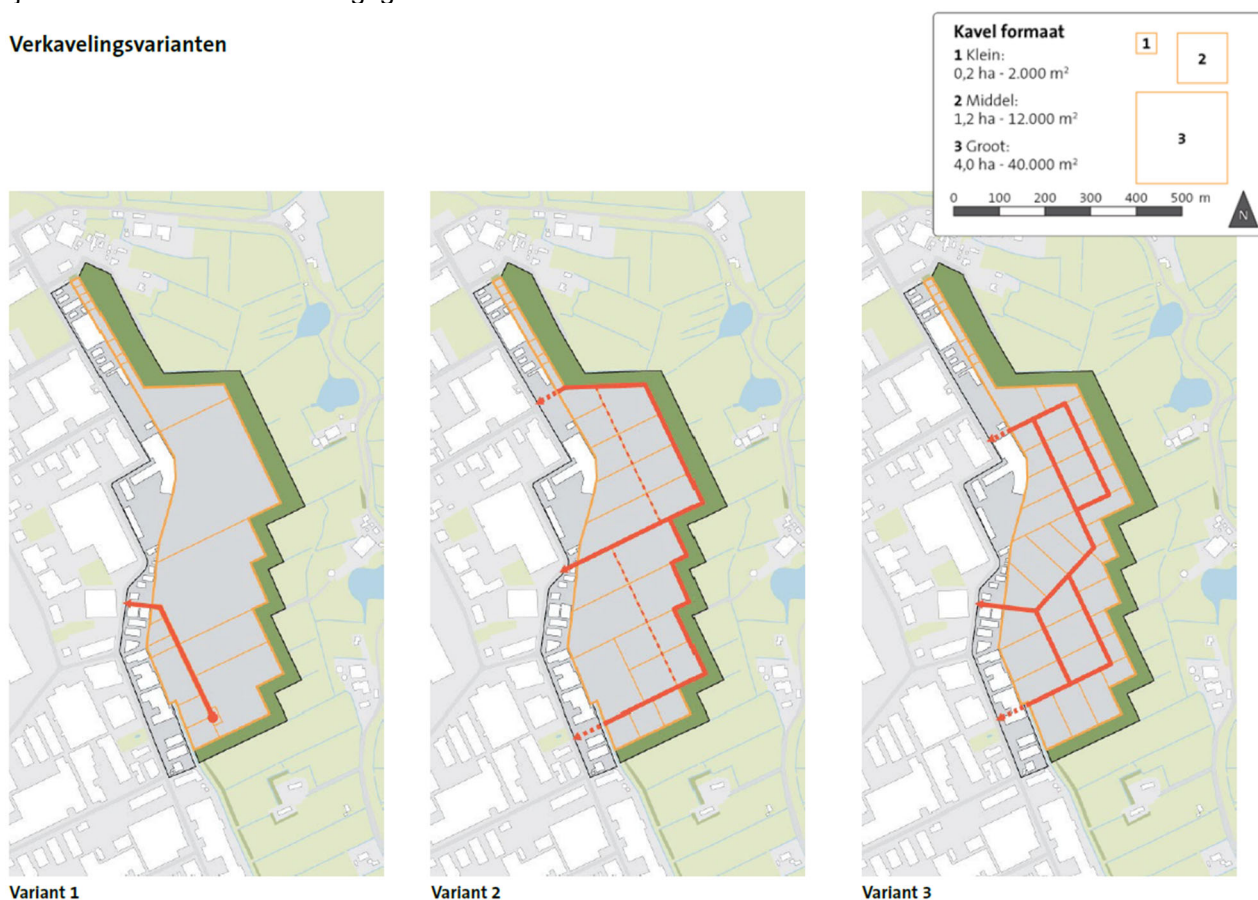 Verkavelingsvarianten
Kavel formaat
1 Klein:
0,2 ha - 2.000 m²
2 Middel:
1,2 ha - 12.000 m²
3 Groot:
4,0 ha - 40.000 m²
1
2
3
0 100 200 300 400 500 m
N
Variant 1
Variant 2
Variant 3